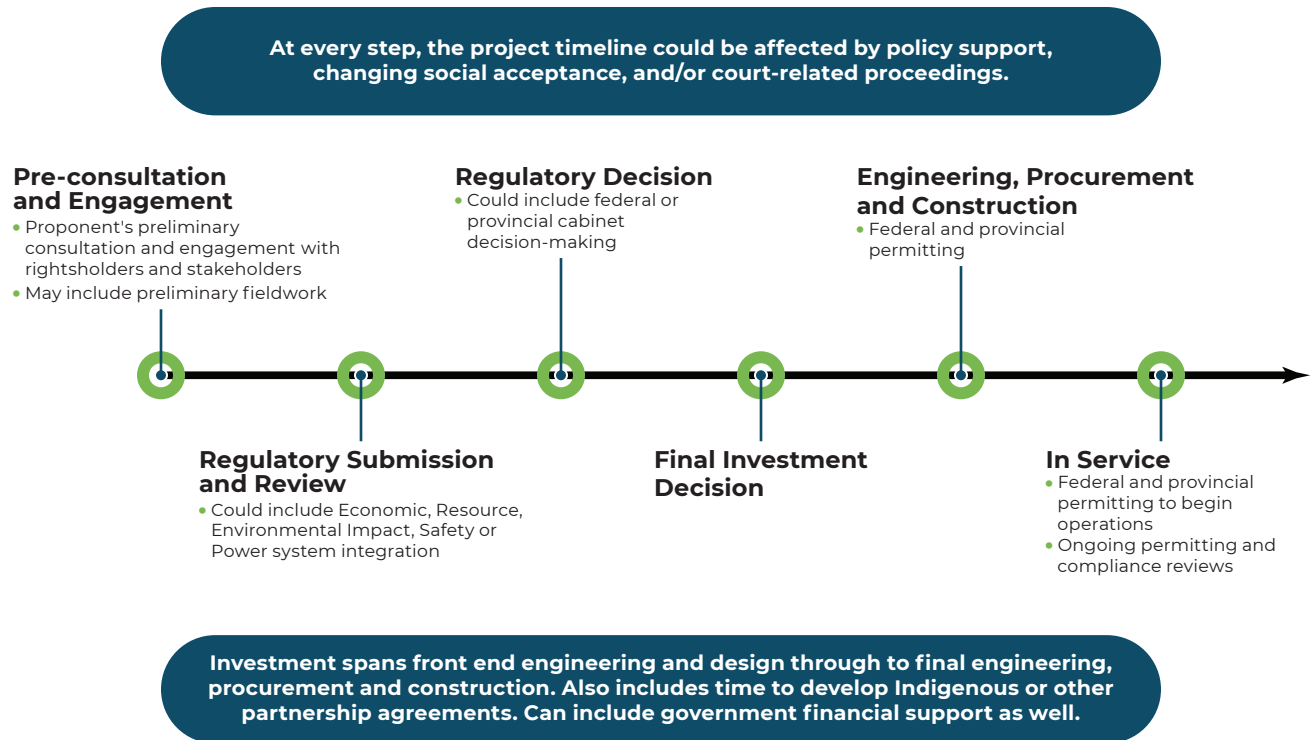 At every step, the project timeline could be affected by policy support,
changing social acceptance, and/or court-related proceedings.
Pre-consultation
and Engagement
• Proponent's preliminary
consultation and engagement with
rightsholders and stakeholders
• May include preliminary fieldwork
Regulatory Decision
• Could include federal or
provincial cabinet
decision-making
Engineering, Procurement
and Construction
• Federal and provincial
permitting
Regulatory Submission
and Review
• Could include Economic, Resource,
Environmental Impact, Safety or
Power system integration
Final Investment
Decision
In Service
• Federal and provincial
permitting to begin
operations
• Ongoing permitting and
compliance reviews
Investment spans front end engineering and design through to final engineering,
procurement and construction. Also includes time to develop Indigenous or other
partnership agreements. Can include government financial support as well.